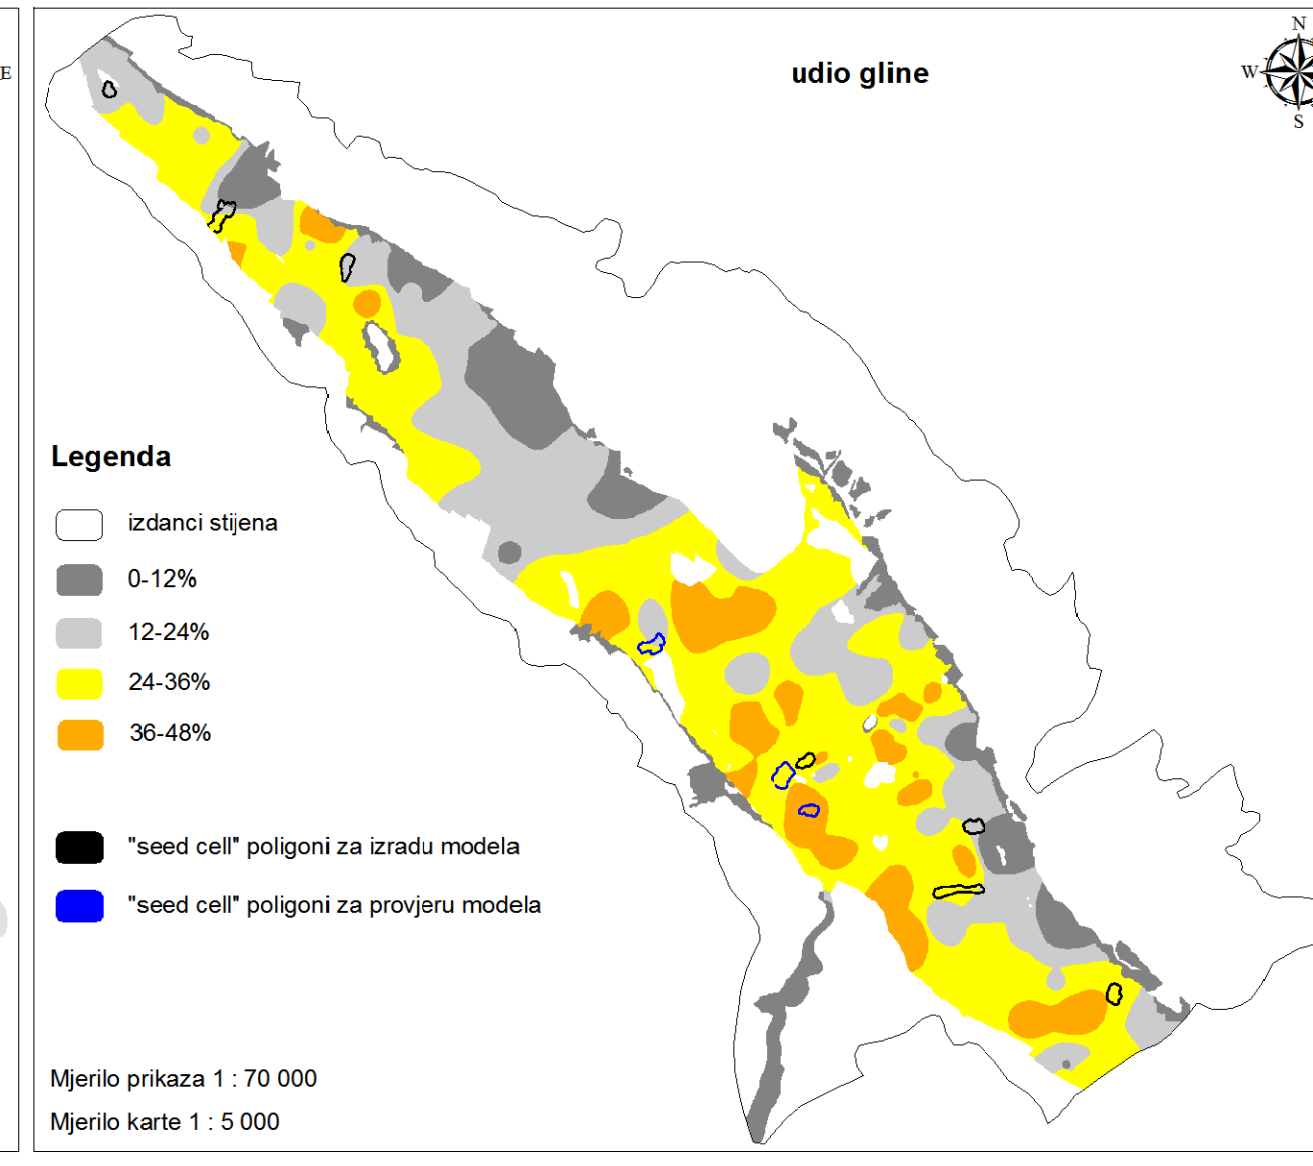 E
udio gline
N
W
S
Legenda
izdanci stijena
0-12%
12-24%
24-36%
36-48%
"seed cell" poligoni za izradu modela
"seed cell" poligoni za provjeru modela
Mjerilo prikaza 1 : 70 000
Mjerilo karte 1 : 5 000